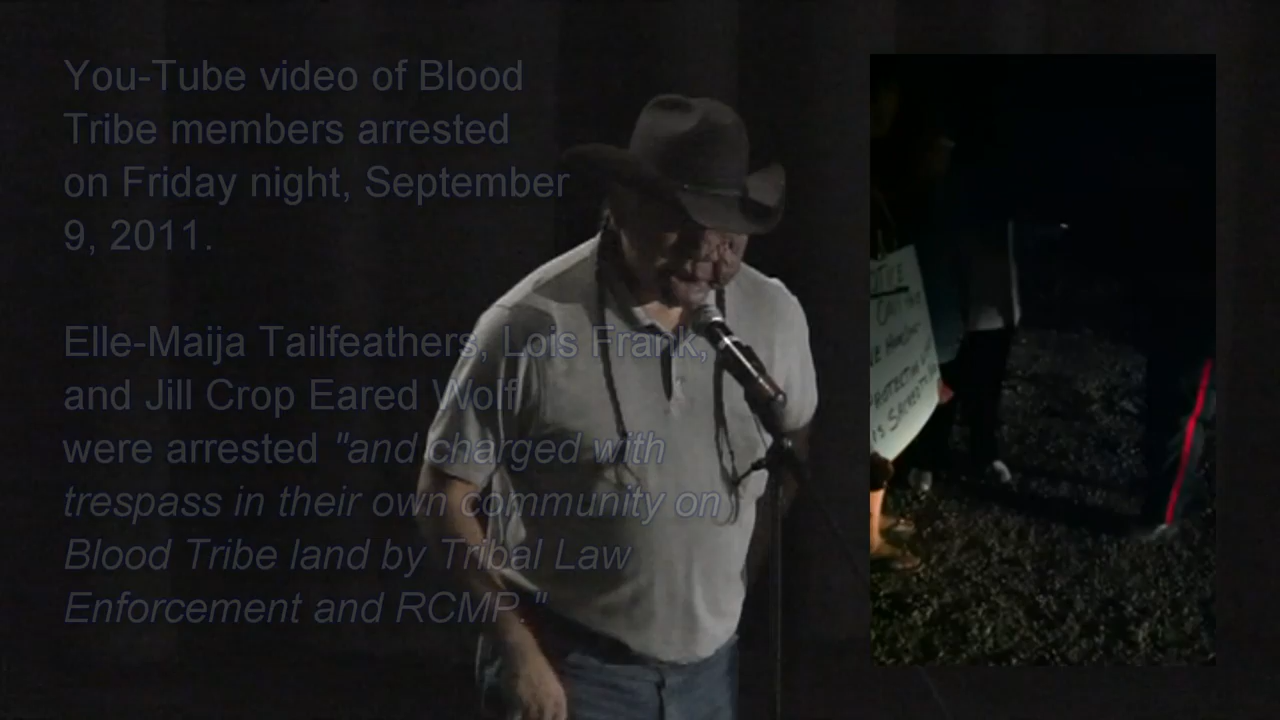 You-Tube video of Blood
Tribe members arrested
on Friday night, September
9, 2011.
Elle-Maija Tailfeathers, Lois Frank,
and Jill Crop Eared Wolf
were arrested "and charged with
trespass in their own community on
Blood Tribe land by Tribal Law
Enforcement and RCMP."
is Sacred